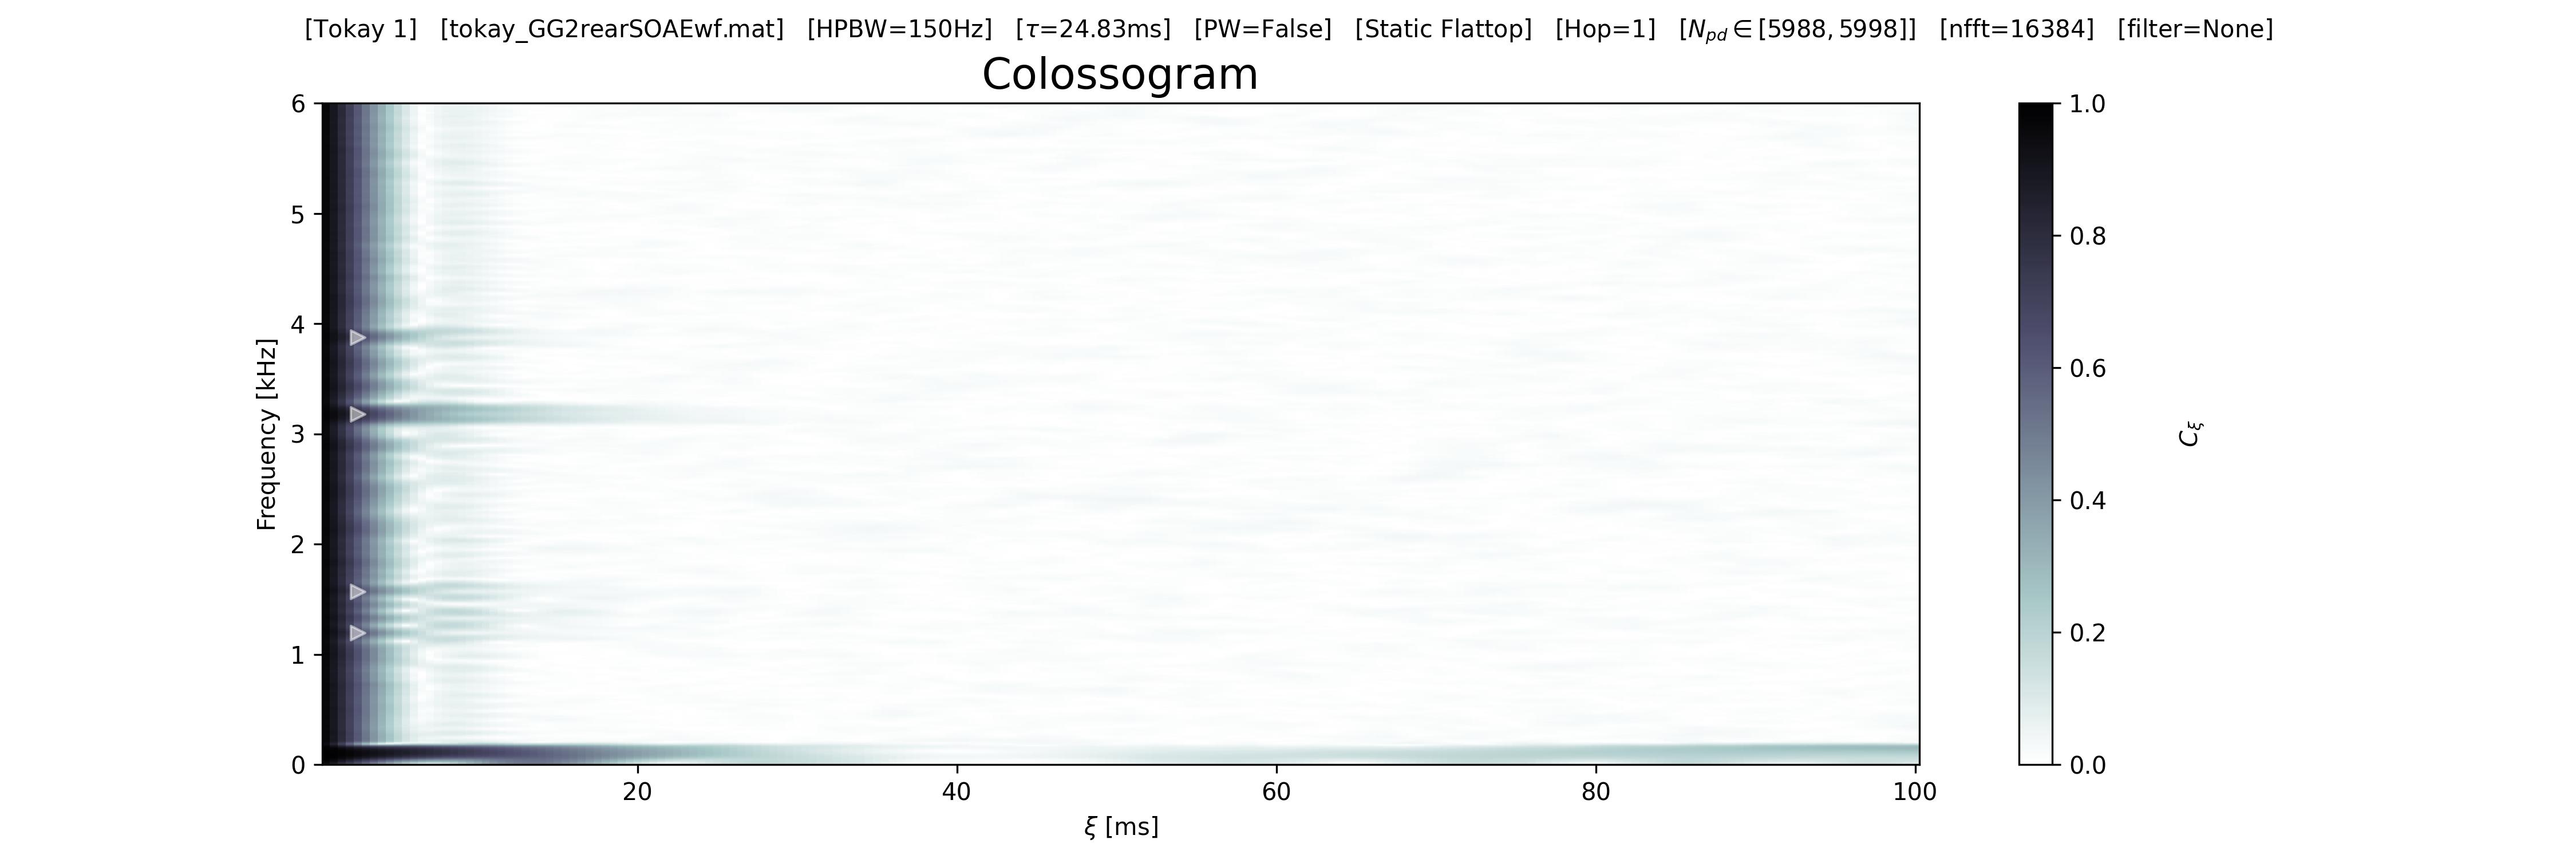 [Tokay 1] [tokay_GG2rearSOAEwf.mat] [HPBW=150Hz] [τ=24.83ms] [PW=False] [Static Flattop] [Hop=1] [N_pd ∈ [5988, 5998]] [nfft=16384] [filter=None]
Colossogram
6
5
4
3
2
1
0
Frequency [kHz]
20 40 60 80 100
ξ [ms]
1.0
0.8
0.6
0.4
0.2
0.0
C_ξ